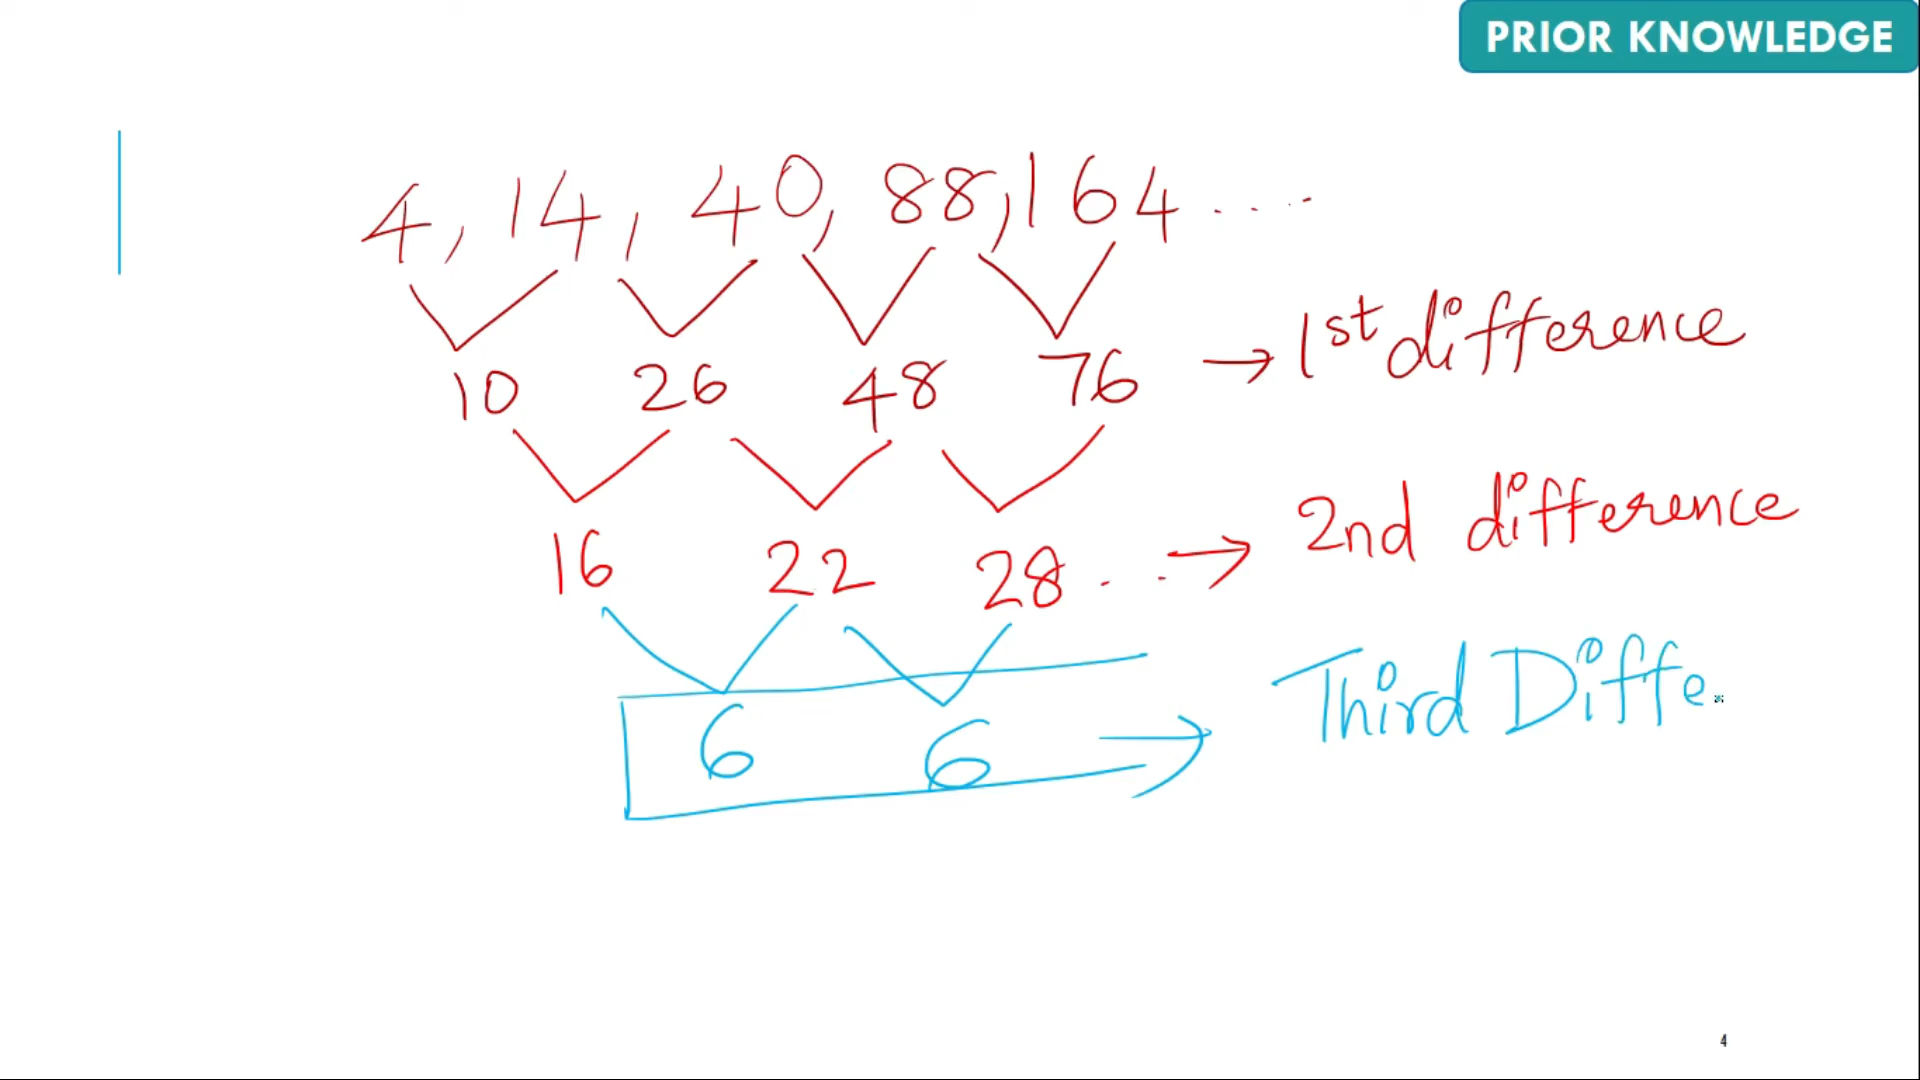 PRIOR KNOWLEDGE
4, 14, 40, 88, 164 ....
10 26 48 76 → 1st difference
16 22 28 .. → 2nd difference
6 6 → Third Diffe
4